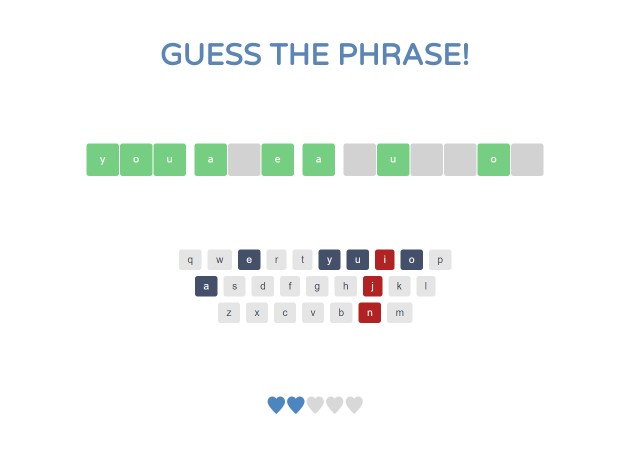 GUESS THE PHRASE!
y o u a e a u o
q w e r t y u i o p
a s d f g h j k l
z x c v b n m